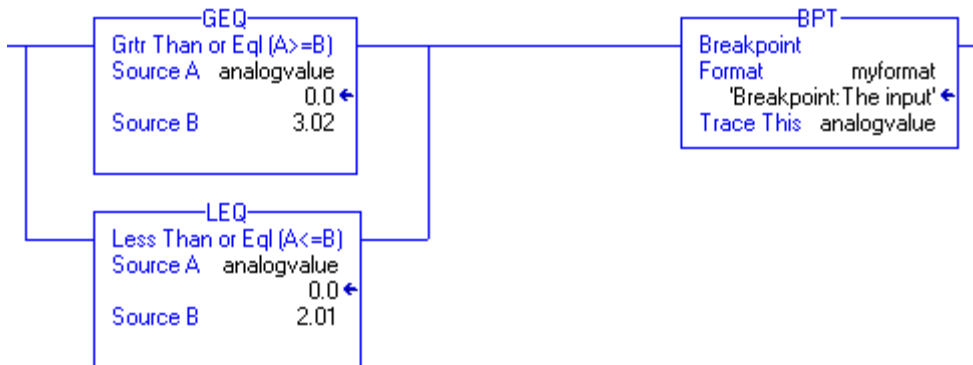 GEQ
Grtr Than or Eql (A>=B)
Source A analogvalue
0.0
Source B 3.02
BPT
Breakpoint
Format myformat
'Breakpoint:The input'
Trace This analogvalue
LEQ
Less Than or Eql (A<=B)
Source A analogvalue
0.0
Source B 2.01